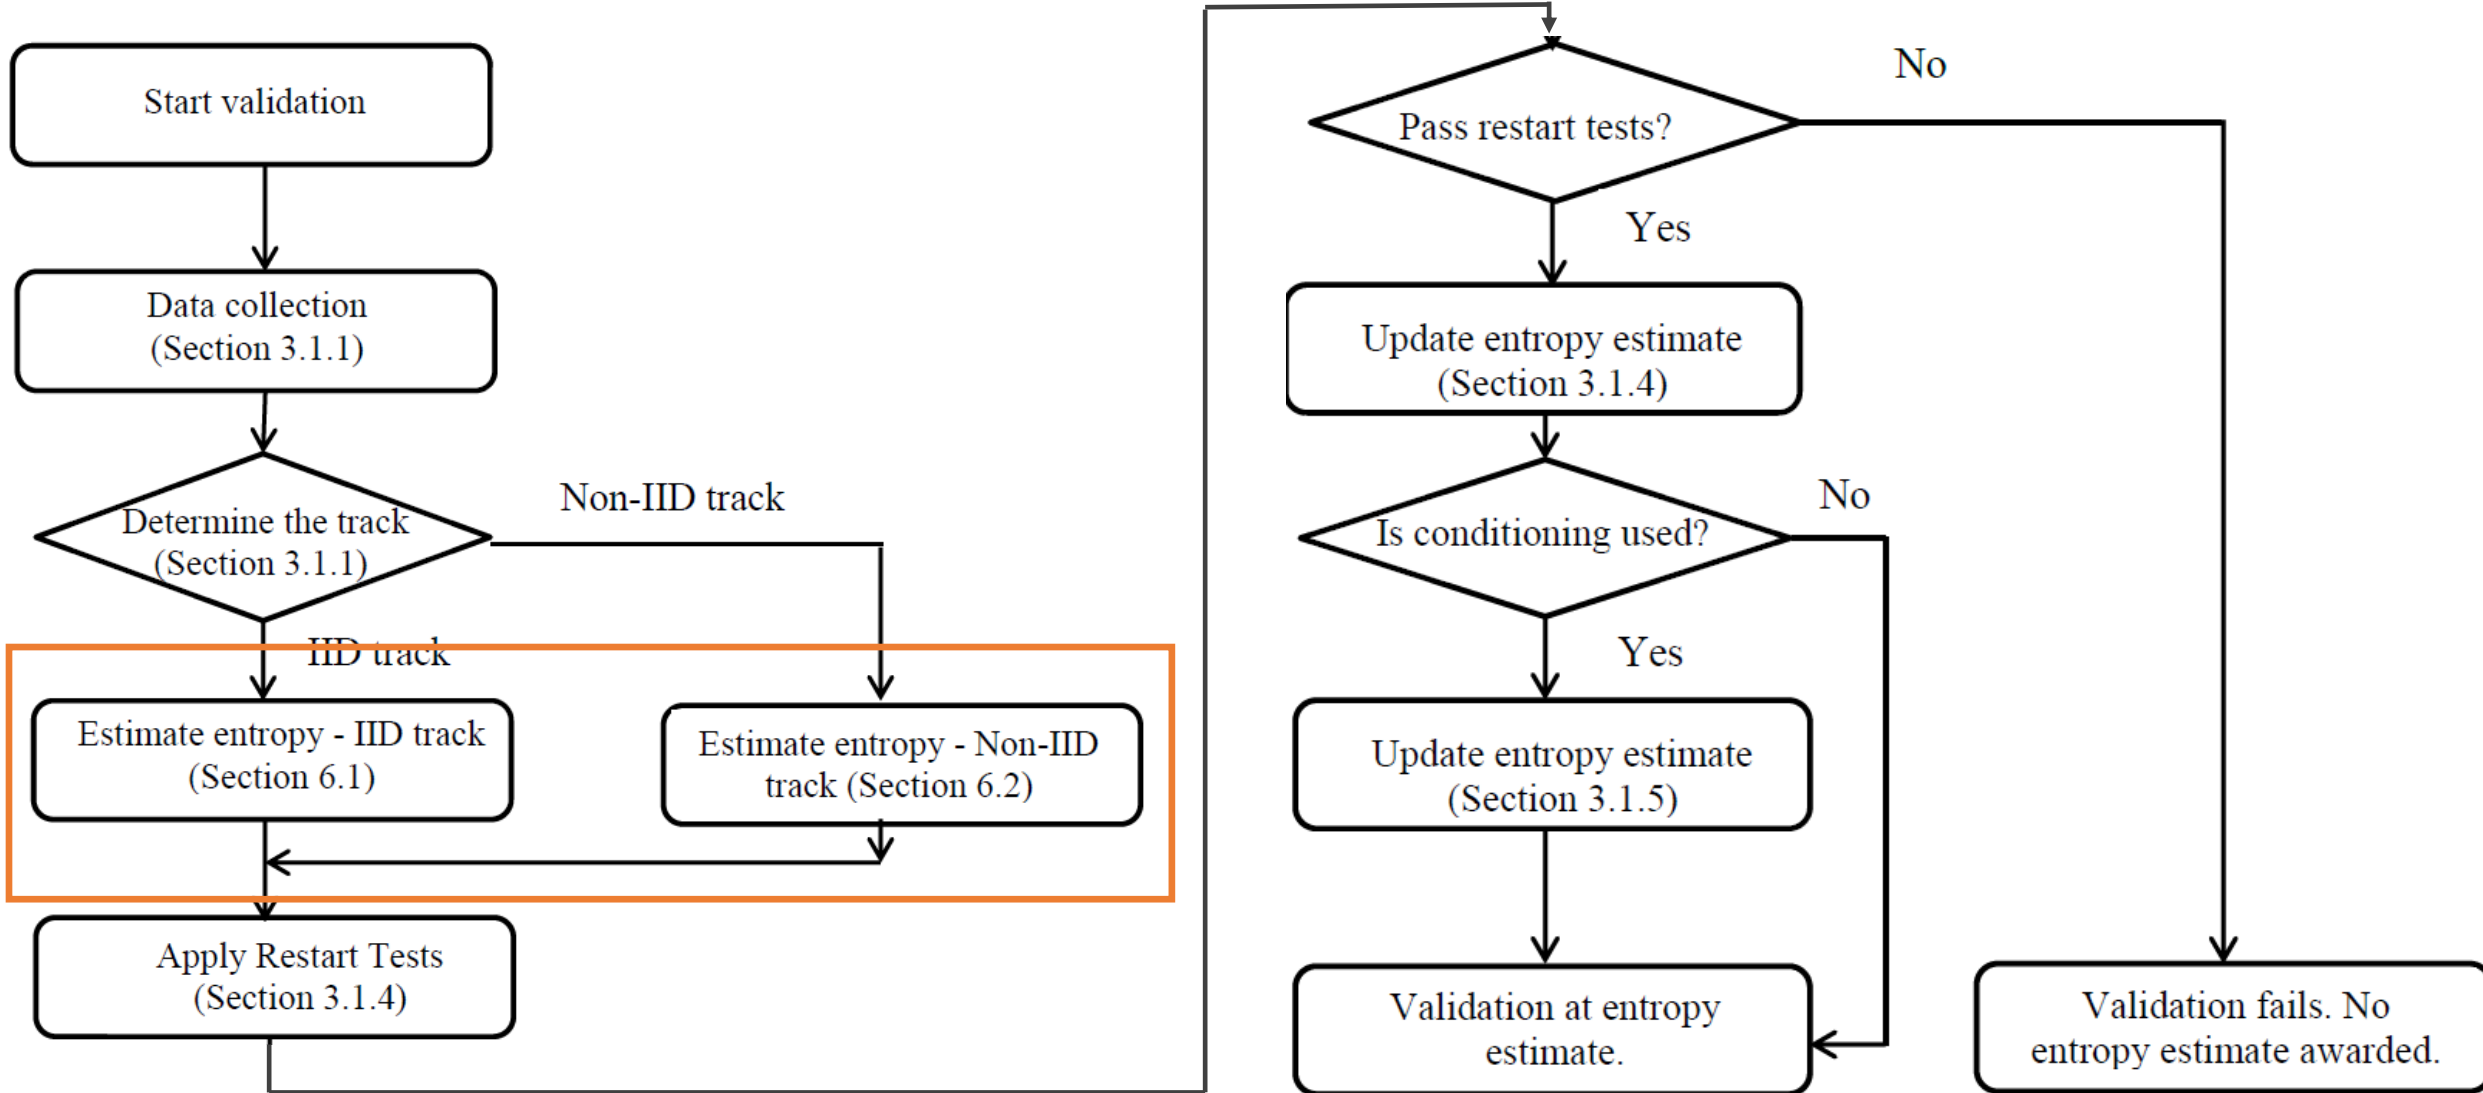 Start validation
Data collection
(Section 3.1.1)
Determine the track
(Section 3.1.1)
Non-IID track
IID track
Estimate entropy - IID track
(Section 6.1)
Estimate entropy - Non-IID
track (Section 6.2)
Apply Restart Tests
(Section 3.1.4)
Pass restart tests?
No
Yes
Update entropy estimate
(Section 3.1.4)
Is conditioning used?
No
Yes
Update entropy estimate
(Section 3.1.5)
Validation at entropy
estimate.
Validation fails. No
entropy estimate awarded.